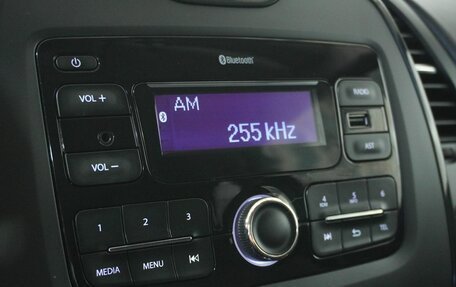 Bluetooth
VOL +
AM
RADIO
255 kHz
AST
VOL −
1 2 3
4 5 6
MEDIA MENU
TEL